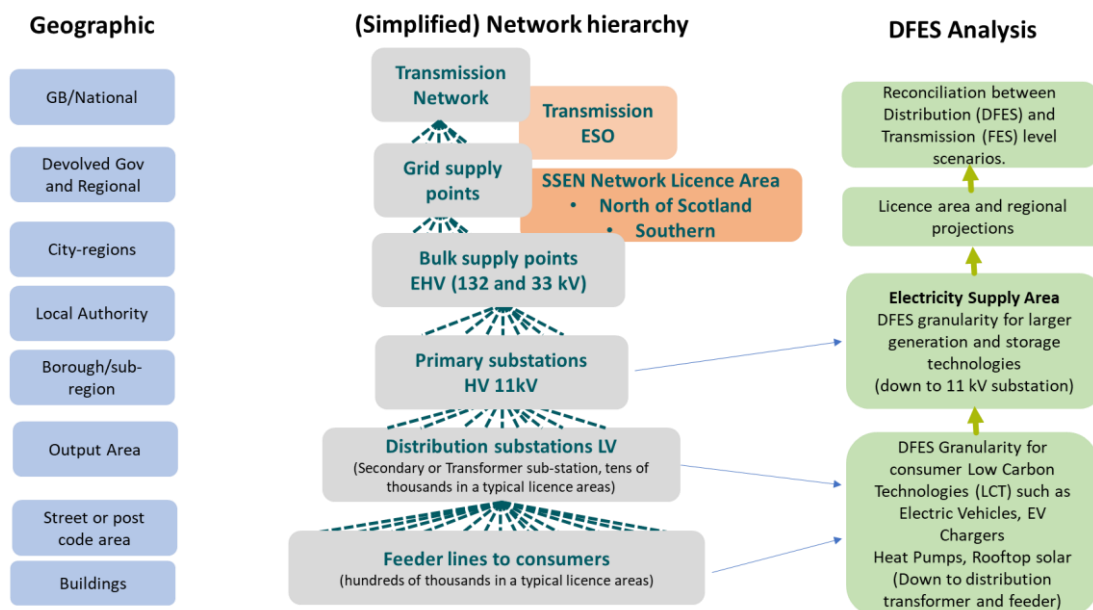 Geographic
GB/National
Devolved Gov
and Regional
City-regions
Local Authority
Borough/sub-
region
Output Area
Street or post
code area
Buildings
(Simplified) Network hierarchy
Transmission
Network
Transmission
ESO
Grid supply
points
SSEN Network Licence Area
• North of Scotland
• Southern
Bulk supply points
EHV (132 and 33 kV)
Primary substations
HV 11kV
Distribution substations LV
(Secondary or Transformer sub-station, tens of
thousands in a typical licence areas)
Feeder lines to consumers
(hundreds of thousands in a typical licence areas)
DFES Analysis
Reconciliation between
Distribution (DFES) and
Transmission (FES) level
scenarios.
Licence area and regional
projections
Electricity Supply Area
DFES granularity for larger
generation and storage
technologies
(down to 11 kV substation)
DFES Granularity for
consumer Low Carbon
Technologies (LCT) such as
Electric Vehicles, EV
Chargers
Heat Pumps, Rooftop solar
(Down to distribution
transformer and feeder)